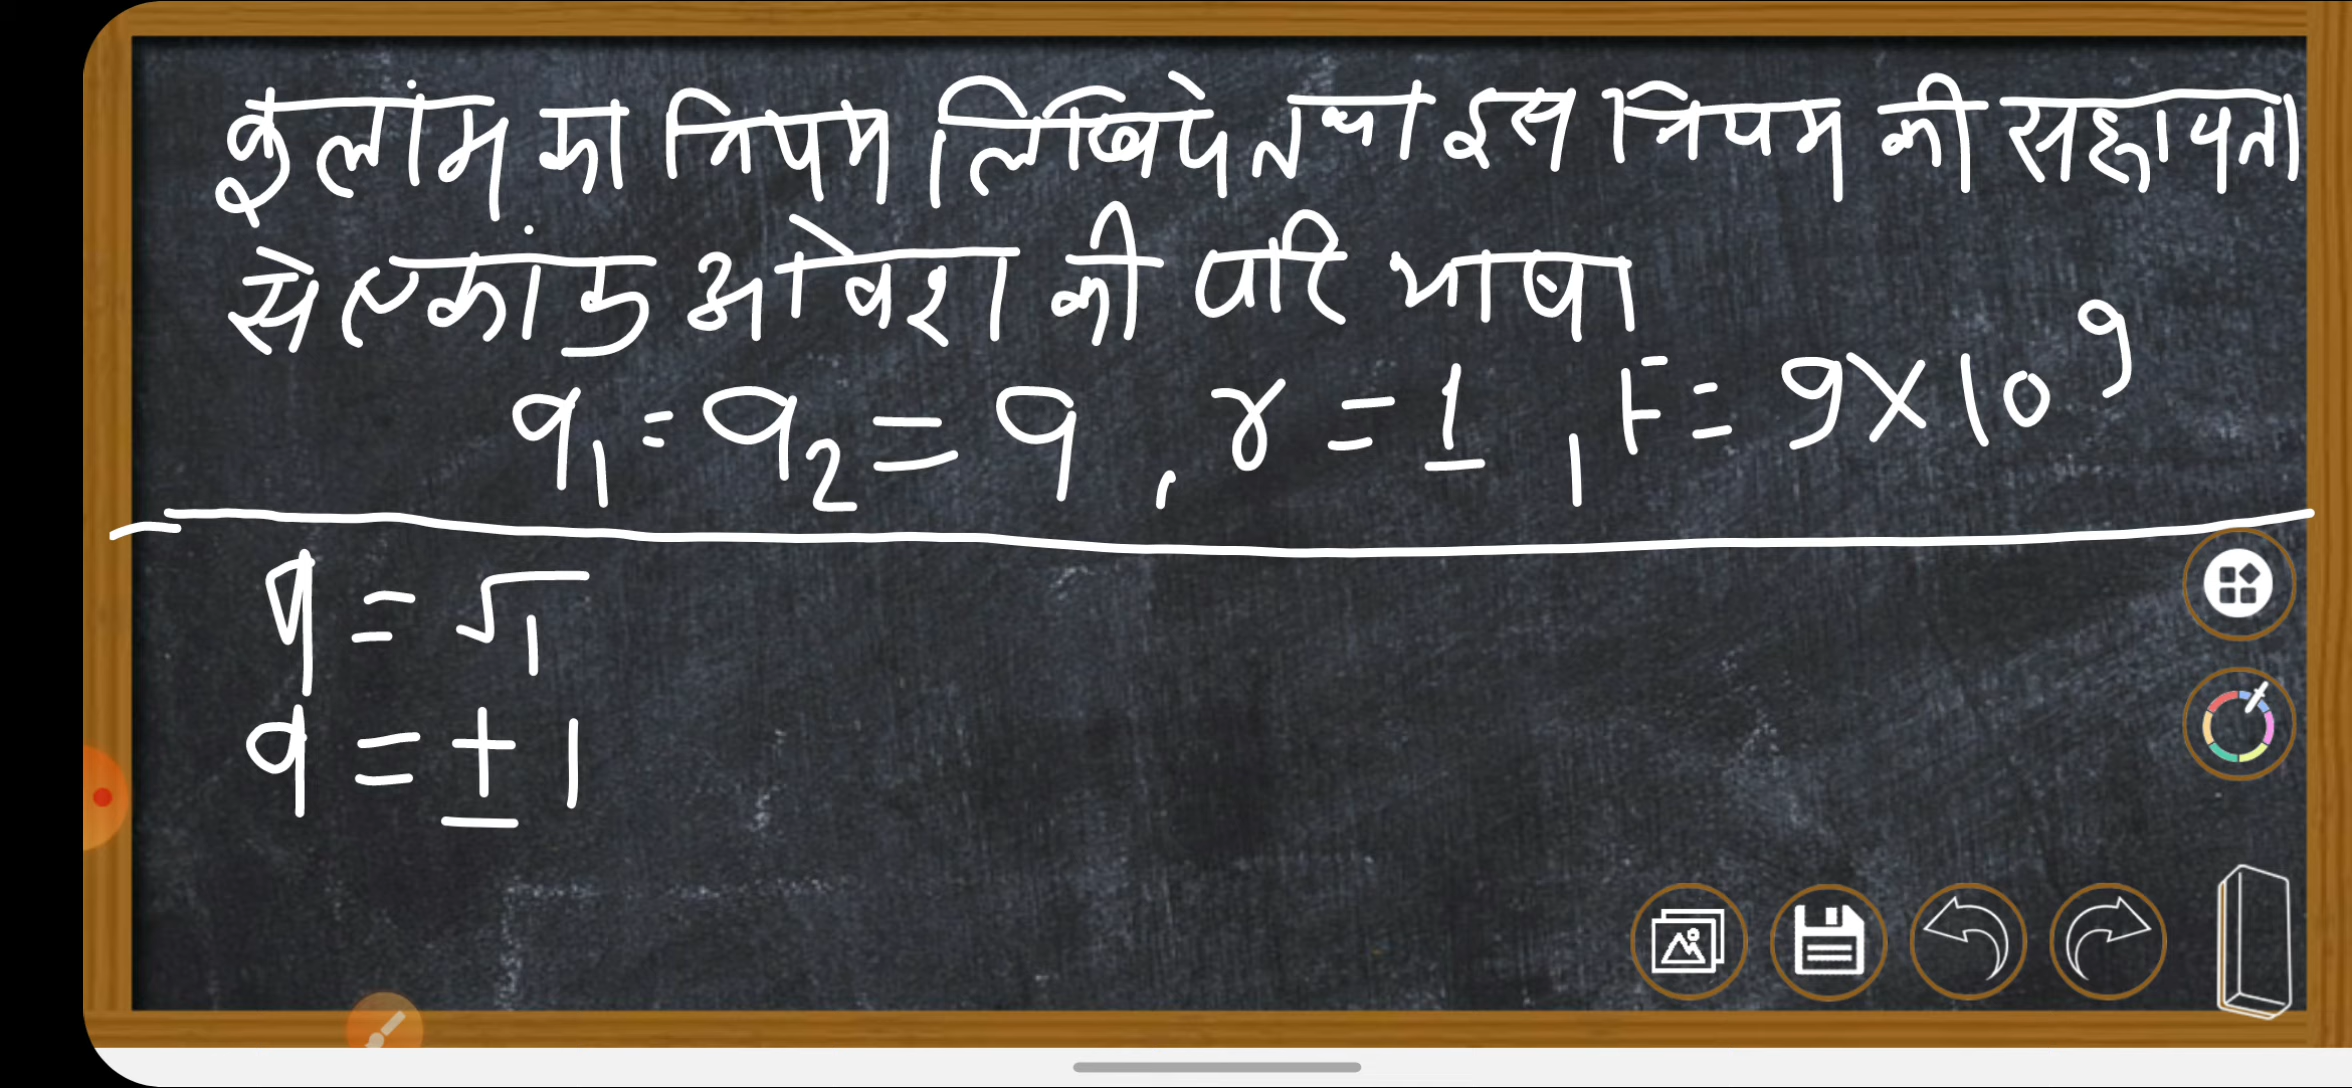 कुलांम का नियम लिखिये तथा इस नियम की सहायता
से एकांक आवेश की परि भाषा
q₁ = q₂ = q , r = 1 , F = 9×10⁹
q = √1
q = ± 1